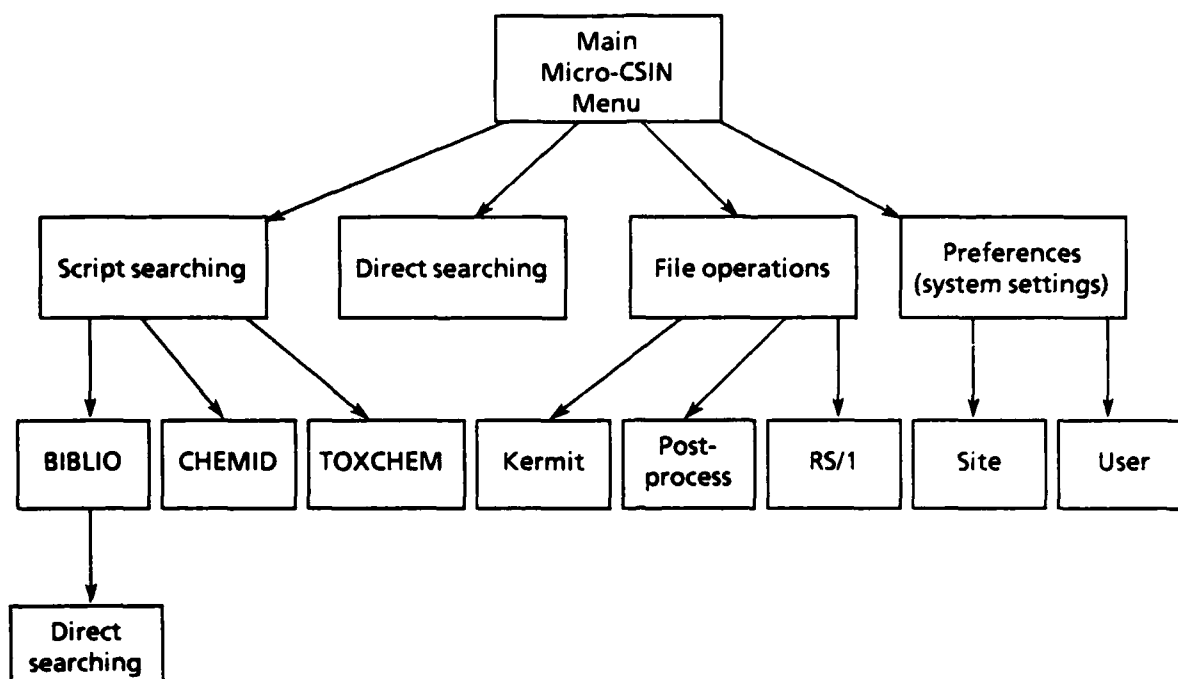 Main
Micro-CSIN
Menu
Script searching
Direct searching
File operations
Preferences
(system settings)
BIBLIO
CHEMID
TOXCHEM
Kermit
Post-
process
RS/1
Site
User
Direct
searching